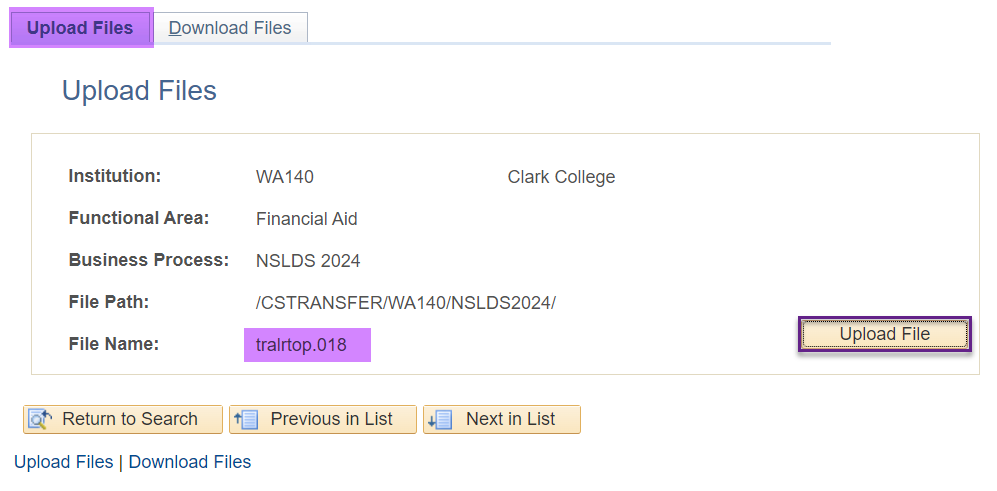 Upload Files Download Files
Upload Files
Institution: WA140 Clark College
Functional Area: Financial Aid
Business Process: NSLDS 2024
File Path: /CSTRANSFER/WA140/NSLDS2024/
File Name: tralrtop.018 Upload File
Return to Search Previous in List Next in List
Upload Files | Download Files